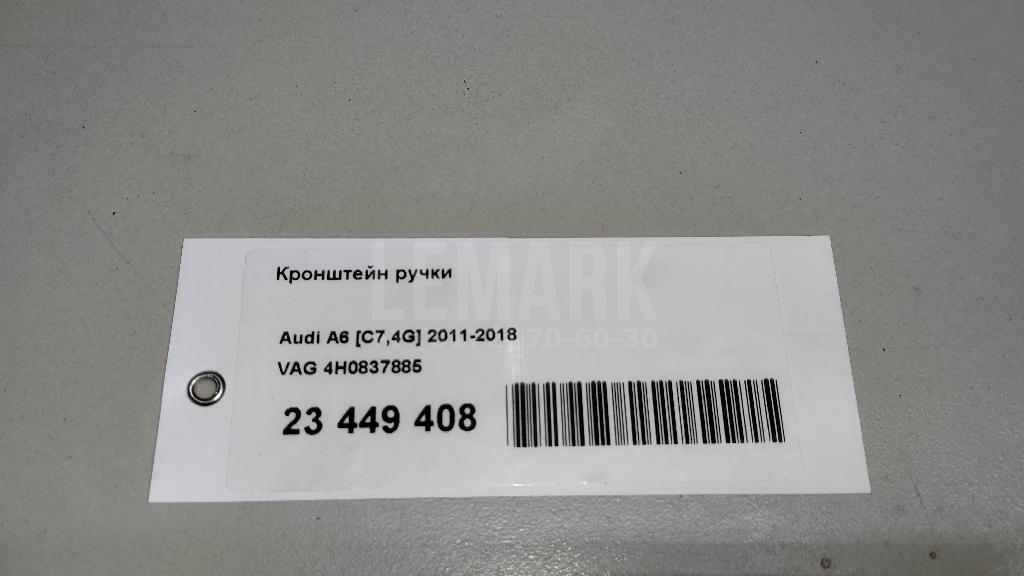 LEMARK
Кронштейн ручки
Audi A6 [C7,4G] 2011-2018
70-60-30
VAG 4H0837885
23 449 408